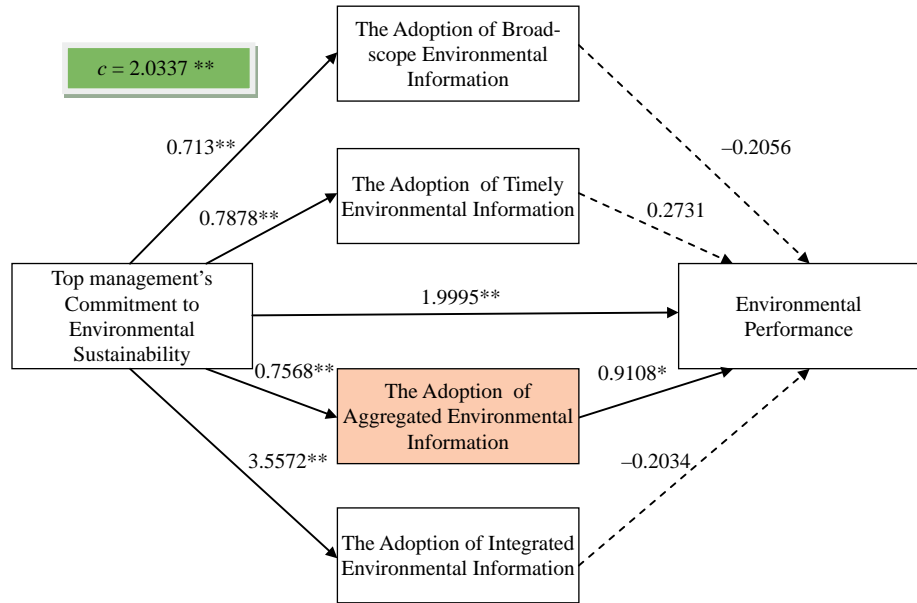 The Adoption of Broad-
scope Environmental
Information
c = 2.0337 **
0.713**
–0.2056
The Adoption of Timely
Environmental Information
0.7878**
0.2731
Top management's
Commitment to
Environmental
Sustainability
1.9995**
Environmental
Performance
0.7568**
The Adoption of
Aggregated Environmental
Information
0.9108*
3.5572**
–0.2034
The Adoption of Integrated
Environmental Information